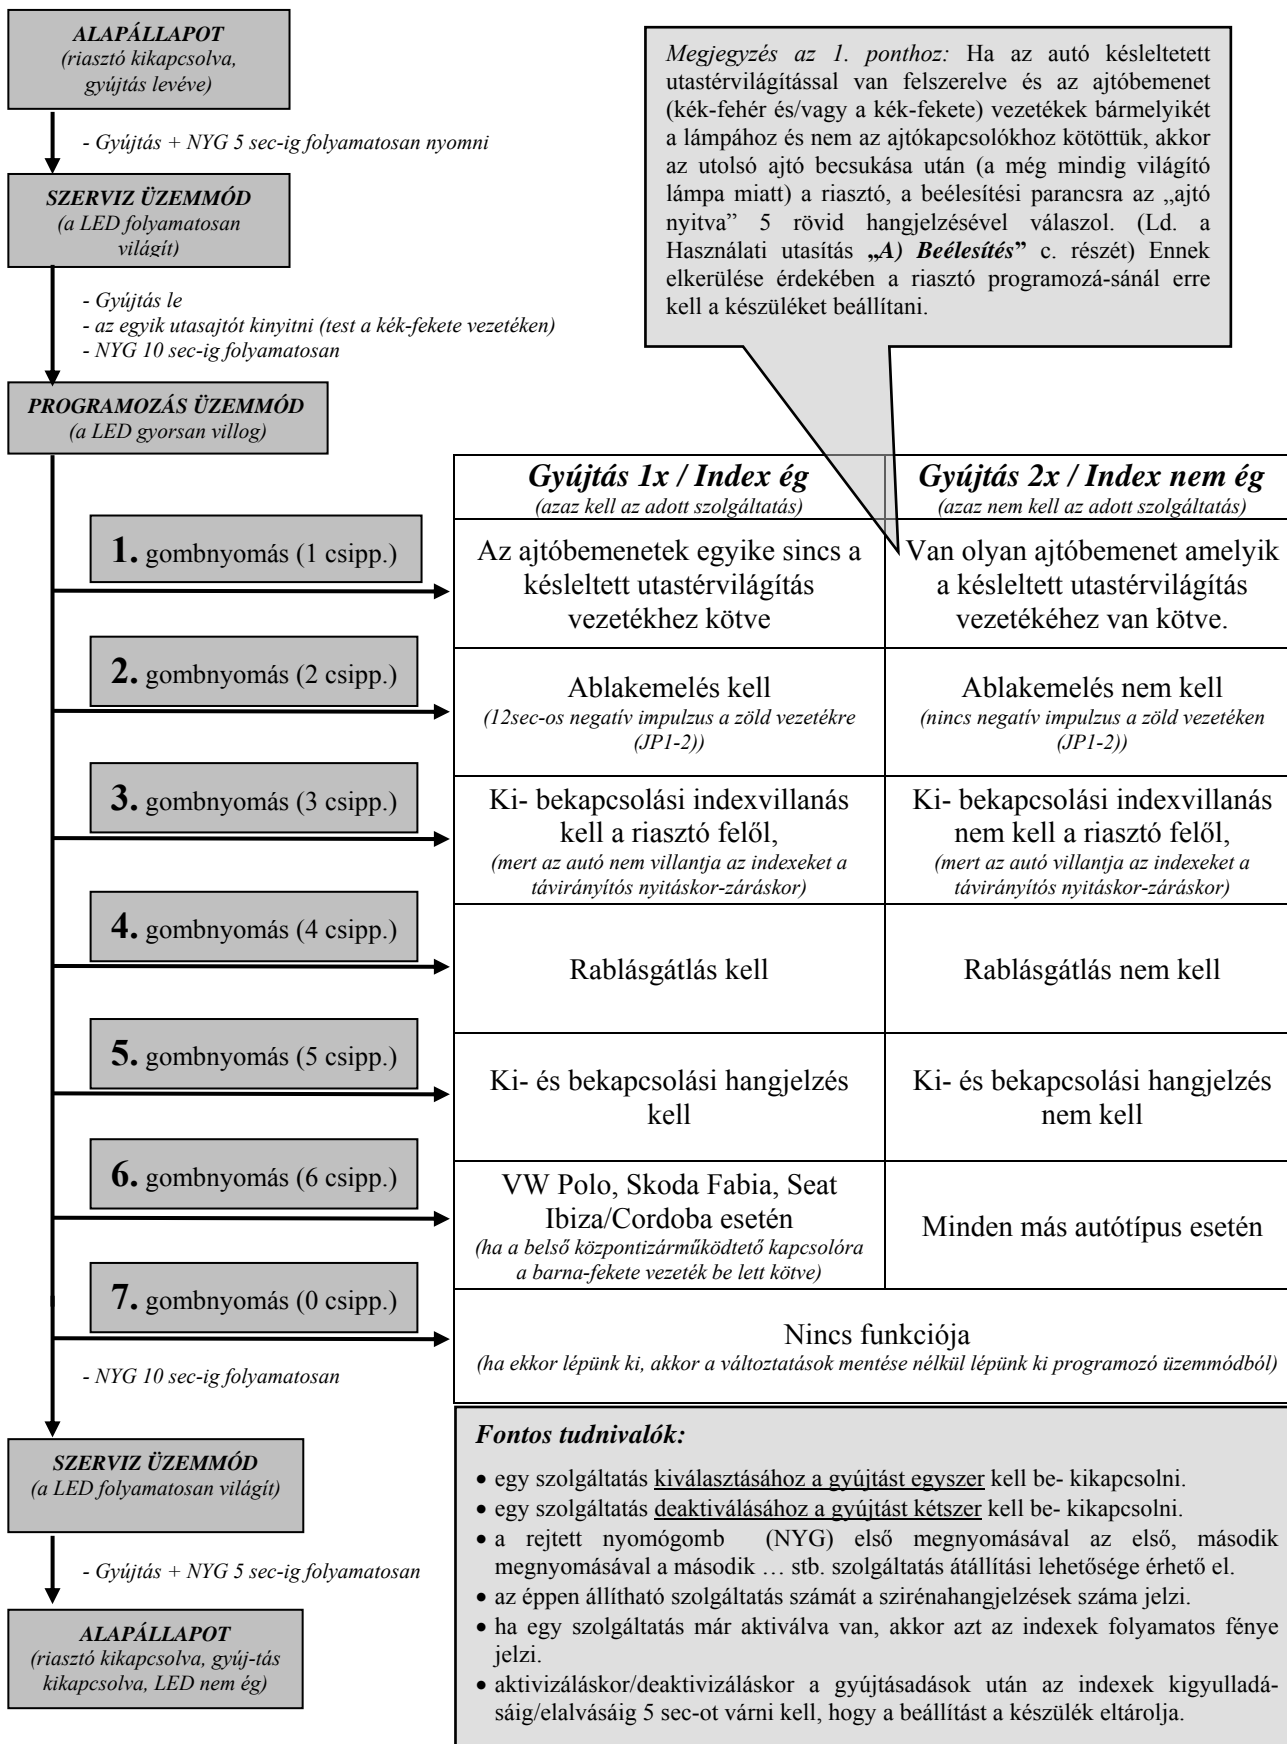 ALAPÁLLAPOT
(riasztó kikapcsolva,
gyújtás levéve)
- Gyújtás + NYG 5 sec-ig folyamatosan nyomni
SZERVIZ ÜZEMMÓD
(a LED folyamatosan
világít)
- Gyújtás le
- az egyik utasajtót kinyitni (test a kék-fekete vezetéken)
- NYG 10 sec-ig folyamatosan
PROGRAMOZÁS ÜZEMMÓD
(a LED gyorsan villog)
Megjegyzés az 1. ponthoz: Ha az autó késleltetett
utastérvilágítással van felszerelve és az ajtóbemenet
(kék-fehér és/vagy a kék-fekete) vezetékek bármelyikét
a lámpához és nem az ajtókapcsolókhoz kötöttük, akkor
az utolsó ajtó becsukása után (a még mindig világító
lámpa miatt) a riasztó, a beélesítési parancsra az „ajtó
nyitva” 5 rövid hangjelzésével válaszol. (Ld. a
Használati utasítás „A) Beélesítés” c. részét) Ennek
elkerülése érdekében a riasztó programozá-sánál erre
kell a készüléket beállítani.
Gyújtás 1x / Index ég
(azaz kell az adott szolgáltatás)
Gyújtás 2x / Index nem ég
(azaz nem kell az adott szolgáltatás)
1. gombnyomás (1 csipp.)
Az ajtóbemenetek egyike sincs a
késleltett utastérvilágítás
vezetékhez kötve
Van olyan ajtóbemenet amelyik
a késleltett utastérvilágítás
vezetékéhez van kötve.
2. gombnyomás (2 csipp.)
Ablakemelés kell
(12sec-os negatív impulzus a zöld vezetékre
(JP1-2))
Ablakemelés nem kell
(nincs negatív impulzus a zöld vezetéken
(JP1-2))
3. gombnyomás (3 csipp.)
Ki- bekapcsolási indexvillanás
kell a riasztó felől,
(mert az autó nem villantja az indexeket a
távirányítós nyitáskor-záráskor)
Ki- bekapcsolási indexvillanás
nem kell a riasztó felől,
(mert az autó villantja az indexeket a
távirányítós nyitáskor-záráskor)
4. gombnyomás (4 csipp.)
Rablásgátlás kell
Rablásgátlás nem kell
5. gombnyomás (5 csipp.)
Ki- és bekapcsolási hangjelzés
kell
Ki- és bekapcsolási hangjelzés
nem kell
6. gombnyomás (6 csipp.)
VW Polo, Skoda Fabia, Seat
Ibiza/Cordoba esetén
(ha a belső központizárműködtető kapcsolóra
a barna-fekete vezeték be lett kötve)
Minden más autótípus esetén
7. gombnyomás (0 csipp.)
Nincs funkciója
(ha ekkor lépünk ki, akkor a változtatások mentése nélkül lépünk ki programozó üzemmódból)
- NYG 10 sec-ig folyamatosan
SZERVIZ ÜZEMMÓD
(a LED folyamatosan világít)
- Gyújtás + NYG 5 sec-ig folyamatosan
ALAPÁLLAPOT
(riasztó kikapcsolva, gyúj-tás
kikapcsolva, LED nem ég)
Fontos tudnivalók:
• egy szolgáltatás kiválasztásához a gyújtást egyszer kell be- kikapcsolni.
• egy szolgáltatás deaktiválásához a gyújtást kétszer kell be- kikapcsolni.
• a rejtett nyomógomb (NYG) első megnyomásával az első, második
megnyomásával a második … stb. szolgáltatás átállítási lehetősége érhető el.
• az éppen állítható szolgáltatás számát a szirénahangjelzések száma jelzi.
• ha egy szolgáltatás már aktiválva van, akkor azt az indexek folyamatos fénye
jelzi.
• aktivizáláskor/deaktivizáláskor a gyújtásadások után az indexek kigyulladá-
sáig/elalvásáig 5 sec-ot várni kell, hogy a beállítást a készülék eltárolja.